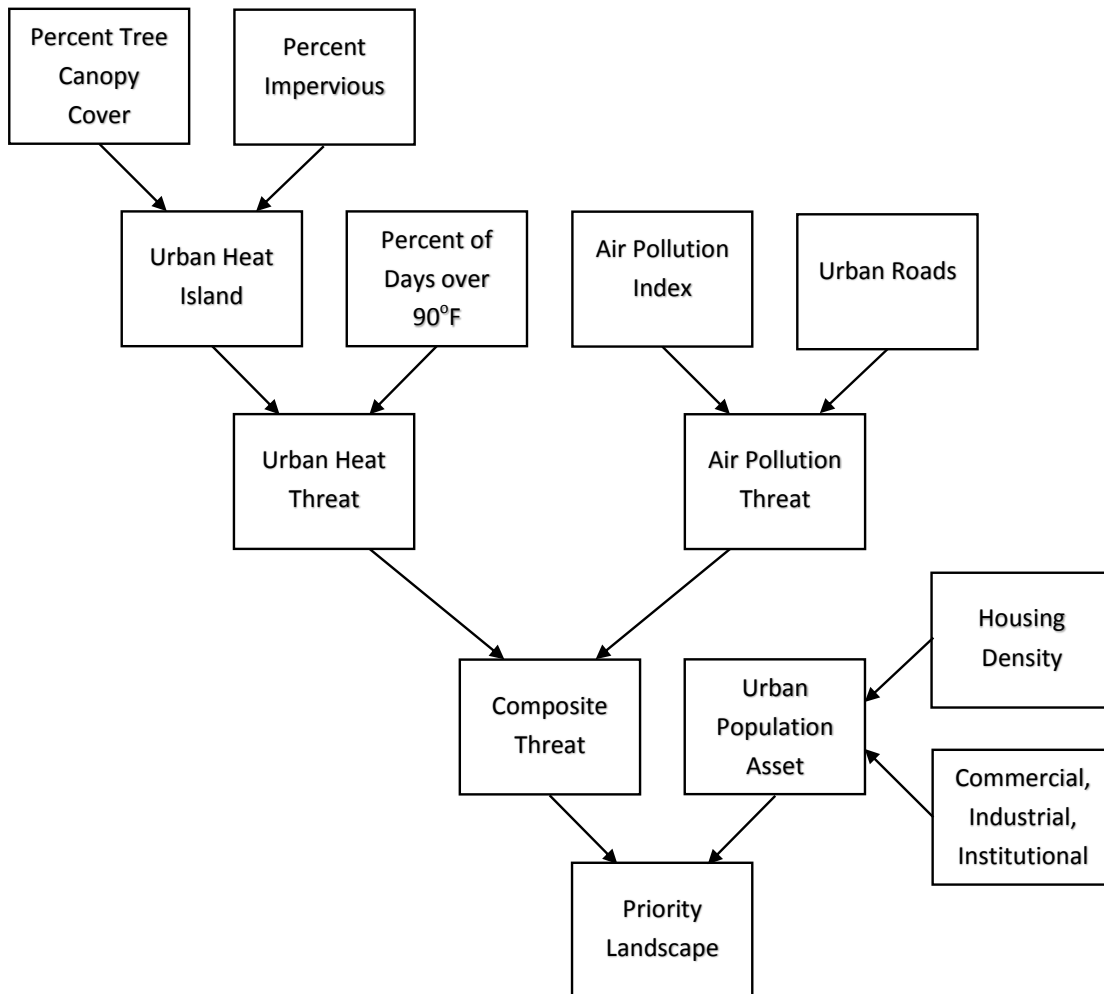 Percent Tree
Canopy
Cover
Percent
Impervious
Urban Heat
Island
Percent of
Days over
90°F
Air Pollution
Index
Urban Roads
Urban Heat
Threat
Air Pollution
Threat
Housing
Density
Composite
Threat
Urban
Population
Asset
Commercial,
Industrial,
Institutional
Priority
Landscape